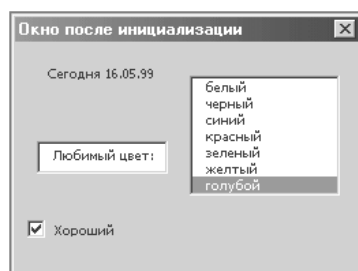 Окно после инициализации
Сегодня 16.05.99
белый
черный
синий
красный
зеленый
желтый
голубой
Любимый цвет:
Хороший